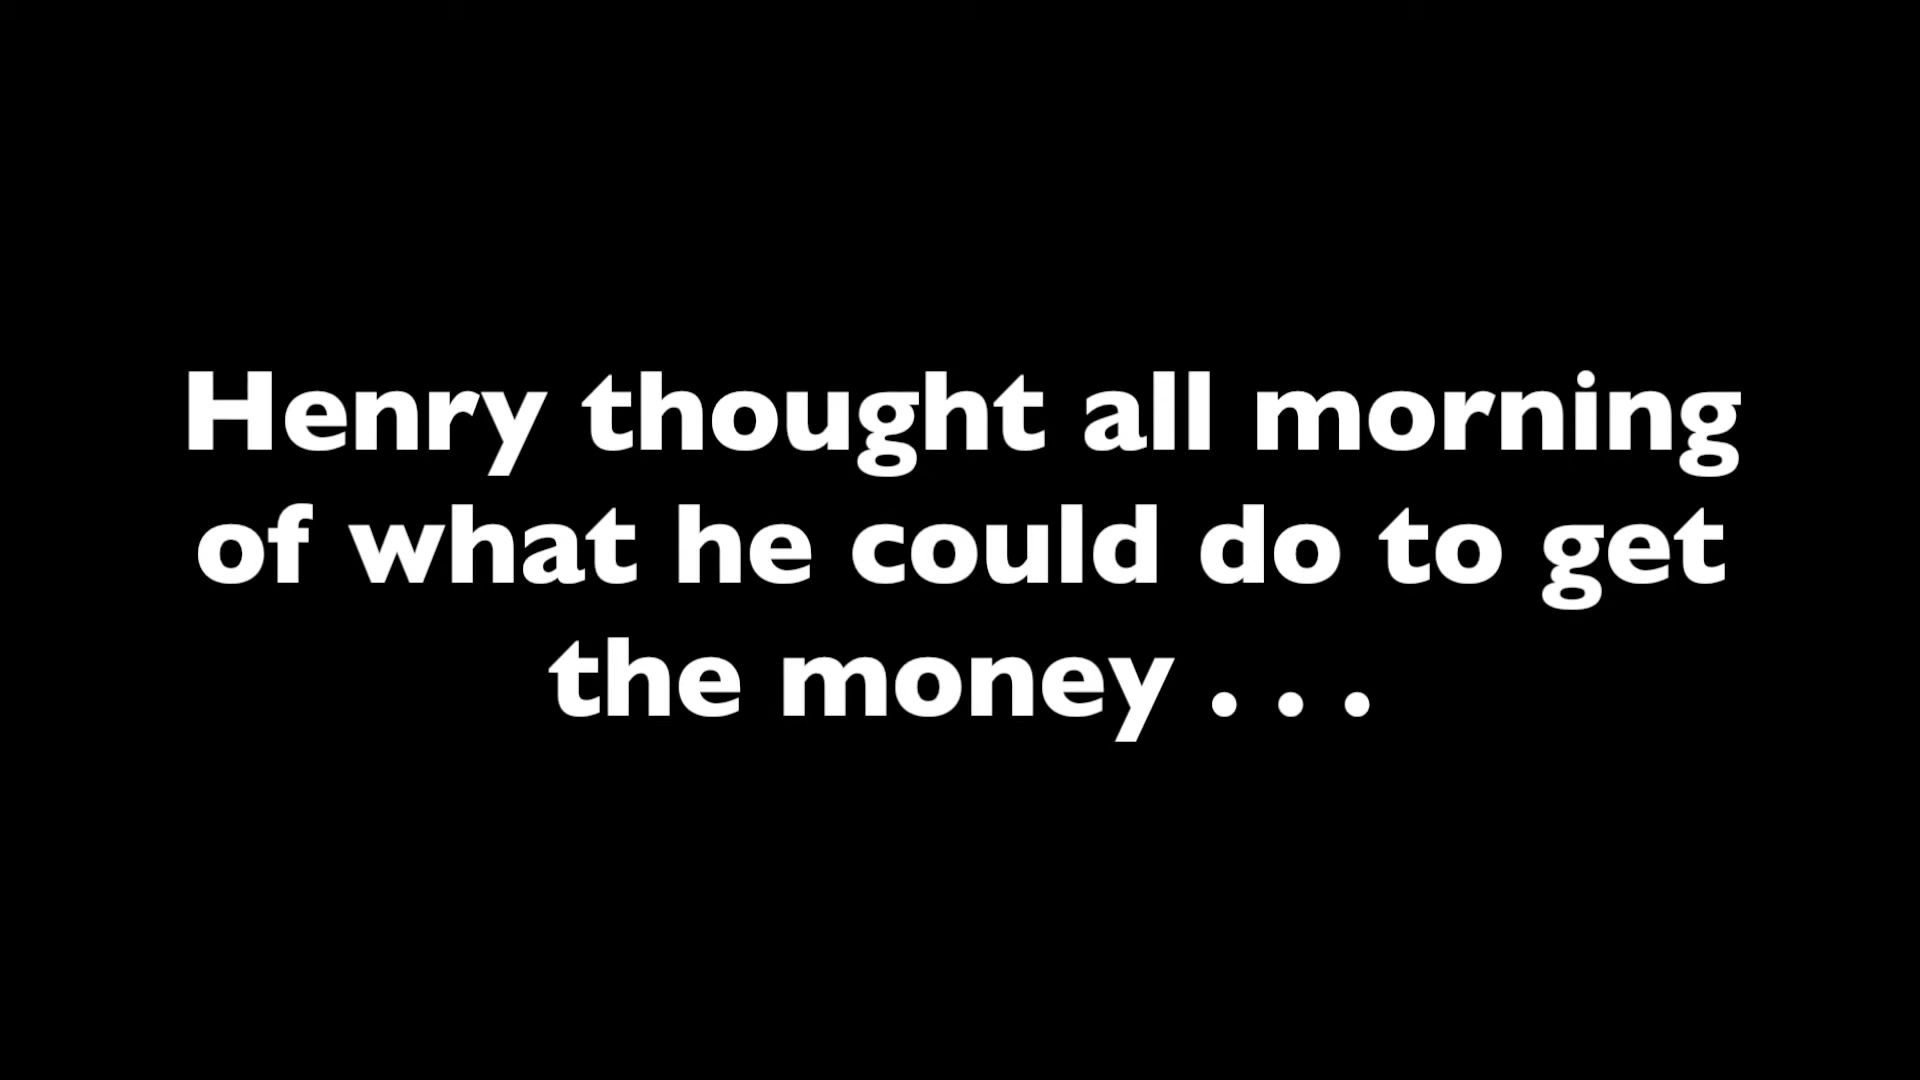 Henry thought all morning
of what he could do to get
the money . . .